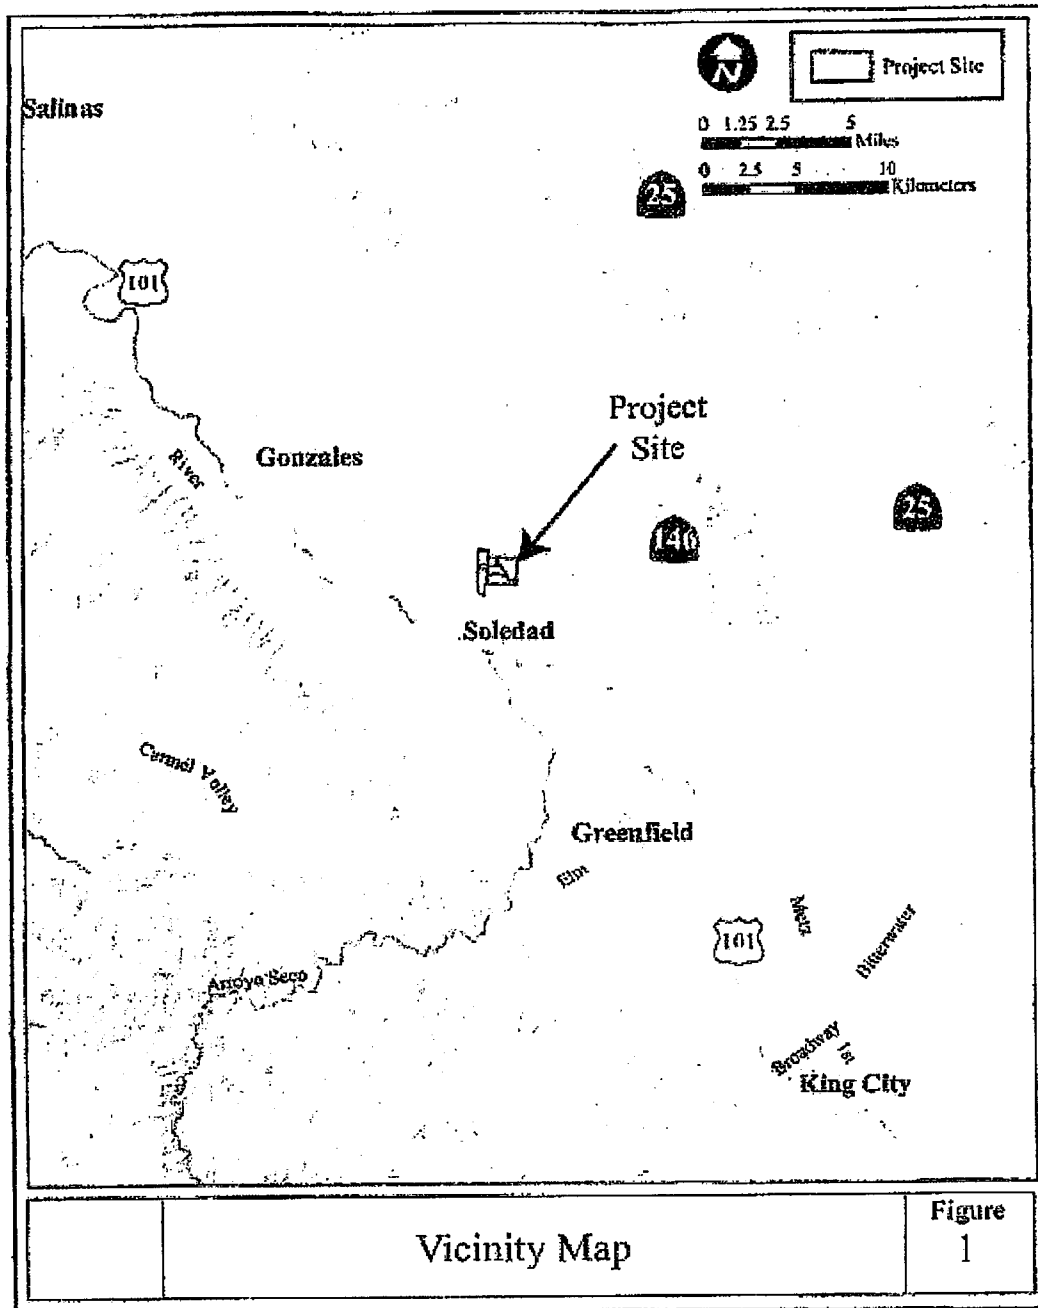 N
Project Site
Salinas
0 1.25 2.5 5
Miles
0 2.5 5 10
Kilometers
25
101
Project
Site
River
Gonzales
25
146
Soledad
Carmel Valley
Greenfield
Elm
Metz
101
Bitterwater
Arroyo Seco
Broadway
1st
King City
Vicinity Map
Figure
1